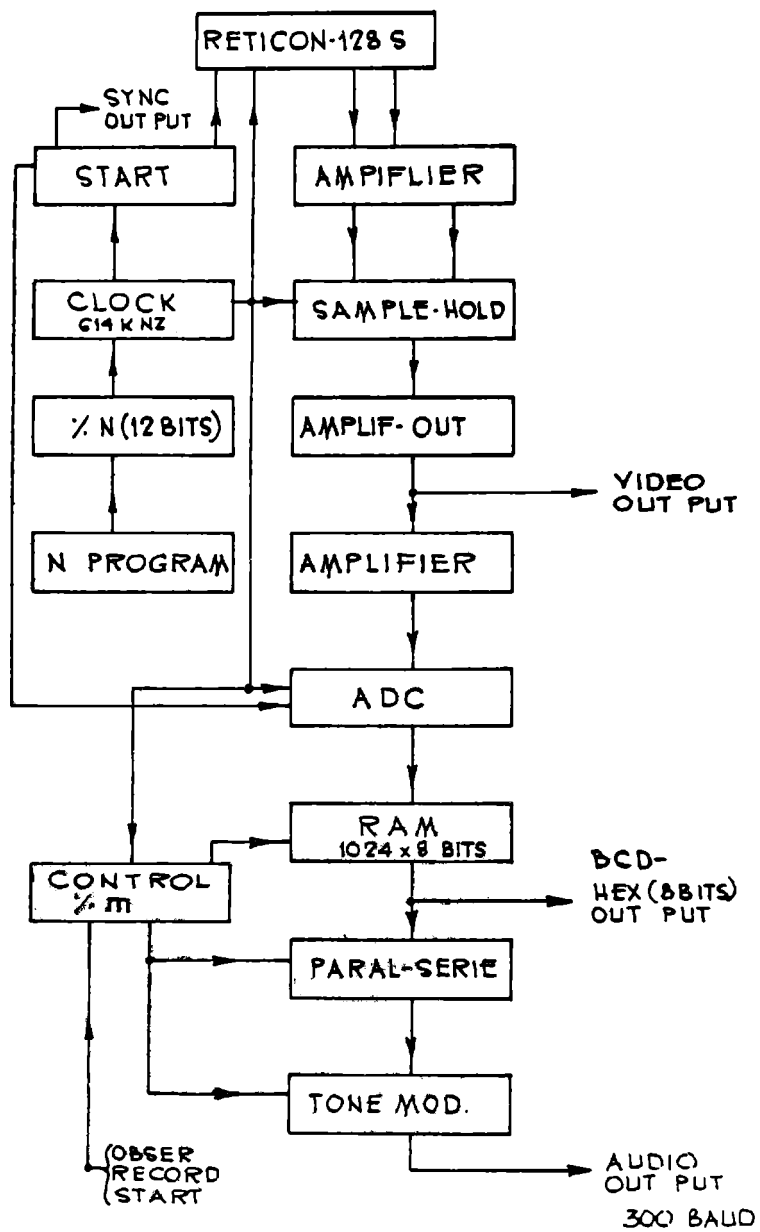 RETICON-128 S
SYNC
OUT PUT
START
AMPIFLIER
CLOCK
614 K NZ
SAMPLE-HOLD
% N (12 BITS)
AMPLIF-OUT
VIDEO
OUT PUT
N PROGRAM
AMPLIFIER
ADC
RAM
1024 x 8 BITS
CONTROL
% m
BCD-
HEX (8BITS)
OUT PUT
PARAL-SERIE
TONE MOD.
OBSER
RECORD
START
AUDIO
OUT PUT
300 BAUD